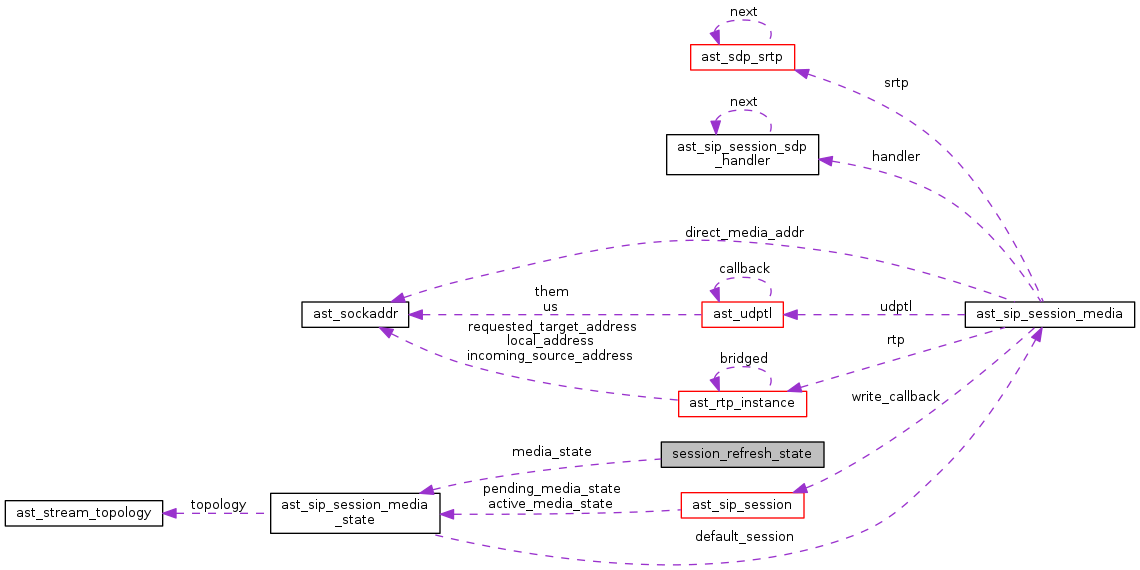 next
ast_sdp_srtp
srtp
next
ast_sip_session_sdp
_handler
handler
direct_media_addr
callback
them
us
udptl
ast_sockaddr
ast_udptl
ast_sip_session_media
requested_target_address
local_address
incoming_source_address
rtp
bridged
ast_rtp_instance
write_callback
media_state
session_refresh_state
pending_media_state
active_media_state
ast_sip_session
topology
ast_stream_topology
ast_sip_session_media
_state
default_session